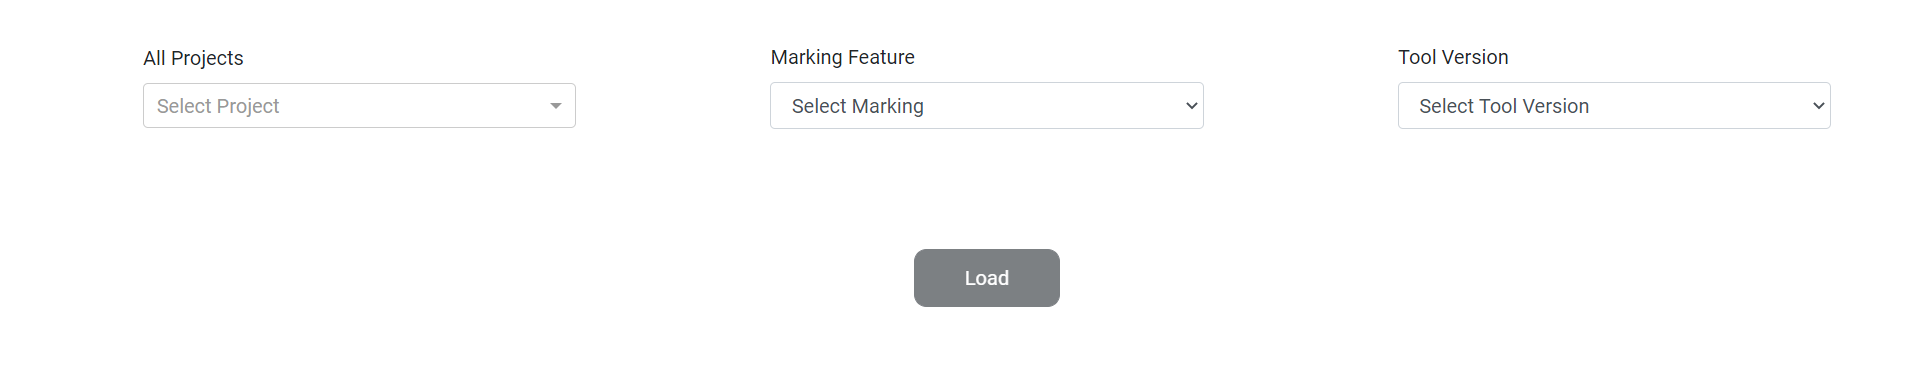 All Projects
Marking Feature
Tool Version
Select Project
Select Marking
Select Tool Version
Load